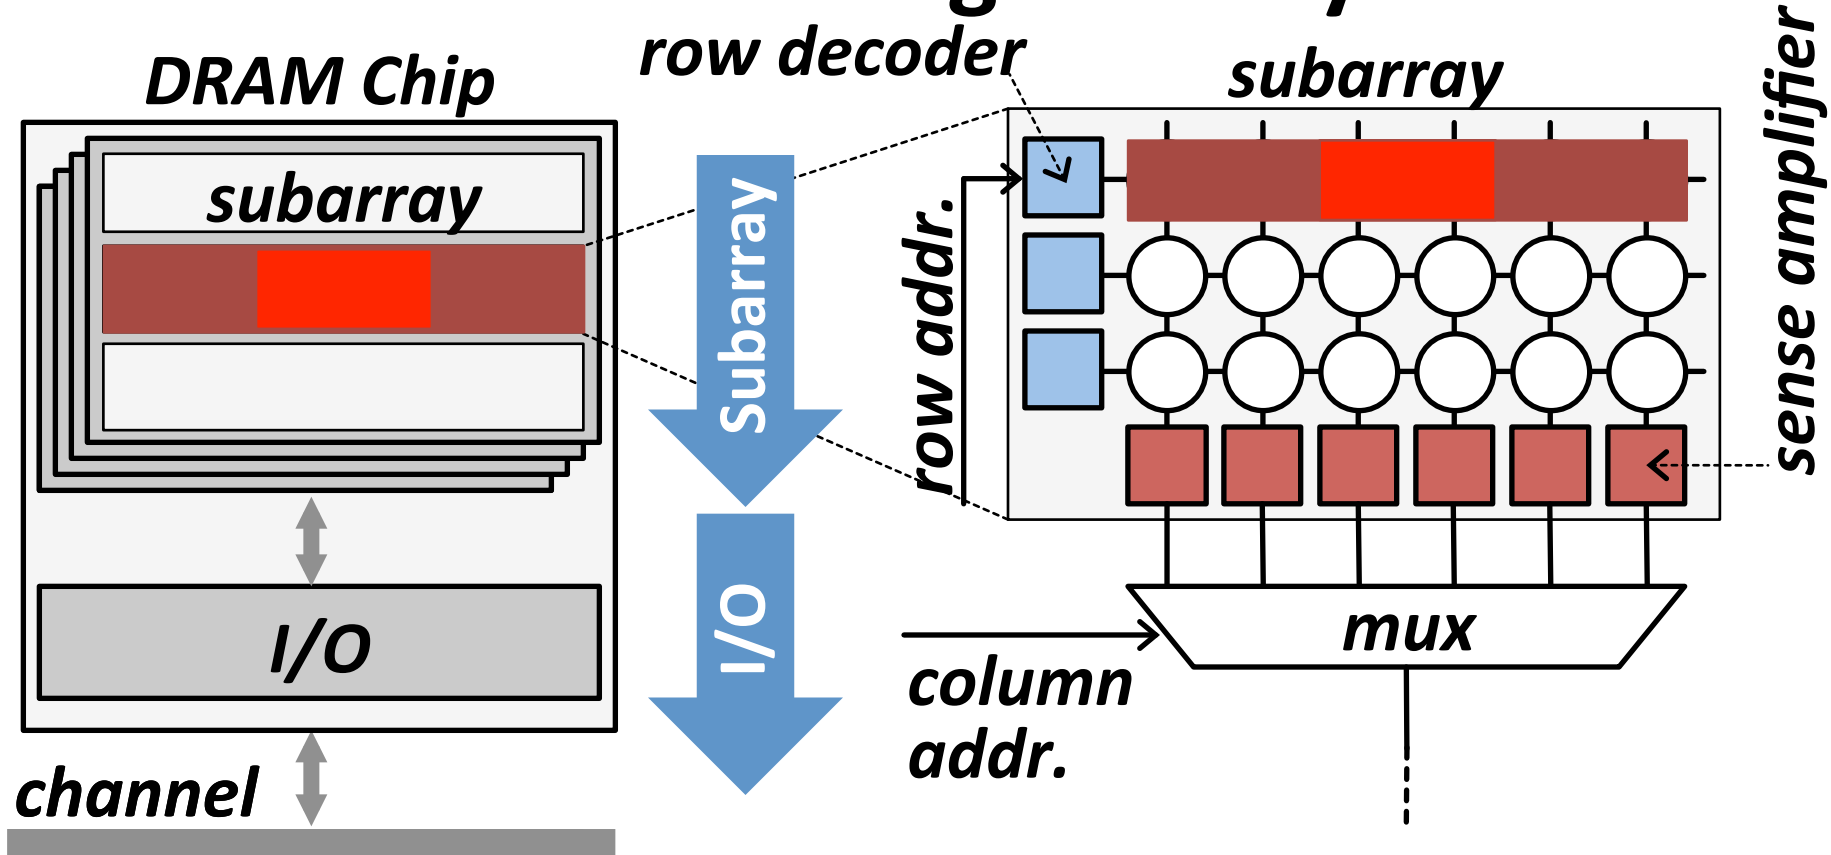 row decoder
DRAM Chip
subarray
sense amplifier
subarray
Subarray
row addr.
I/O
I/O
mux
column
addr.
channel